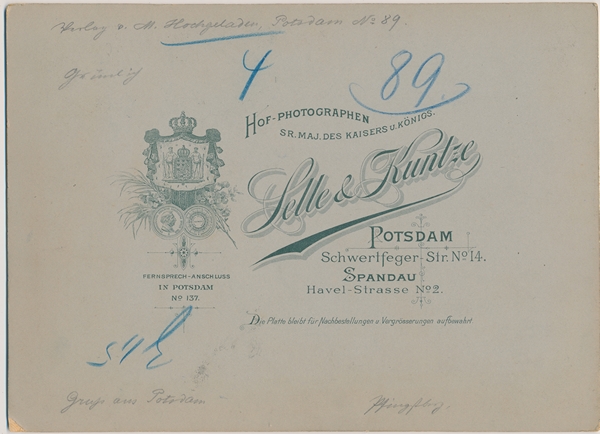 Verlag v. M. Hochgeladen, Potsdam No 89.
Grünlich
4
89.
HOF-PHOTOGRAPHEN
SR. MAJ. DES KAISERS U. KÖNIGS.
Selle & Kuntze
POTSDAM
Schwertfeger-Str. No 14.
SPANDAU
Havel-Strasse No 2.
FERNSPRECH-ANSCHLUSS
IN POTSDAM
No 137.
Die Platte bleibt für Nachbestellungen u. Vergrösserungen aufbewahrt.
Gruß aus Potsdam
Pfingstberg.